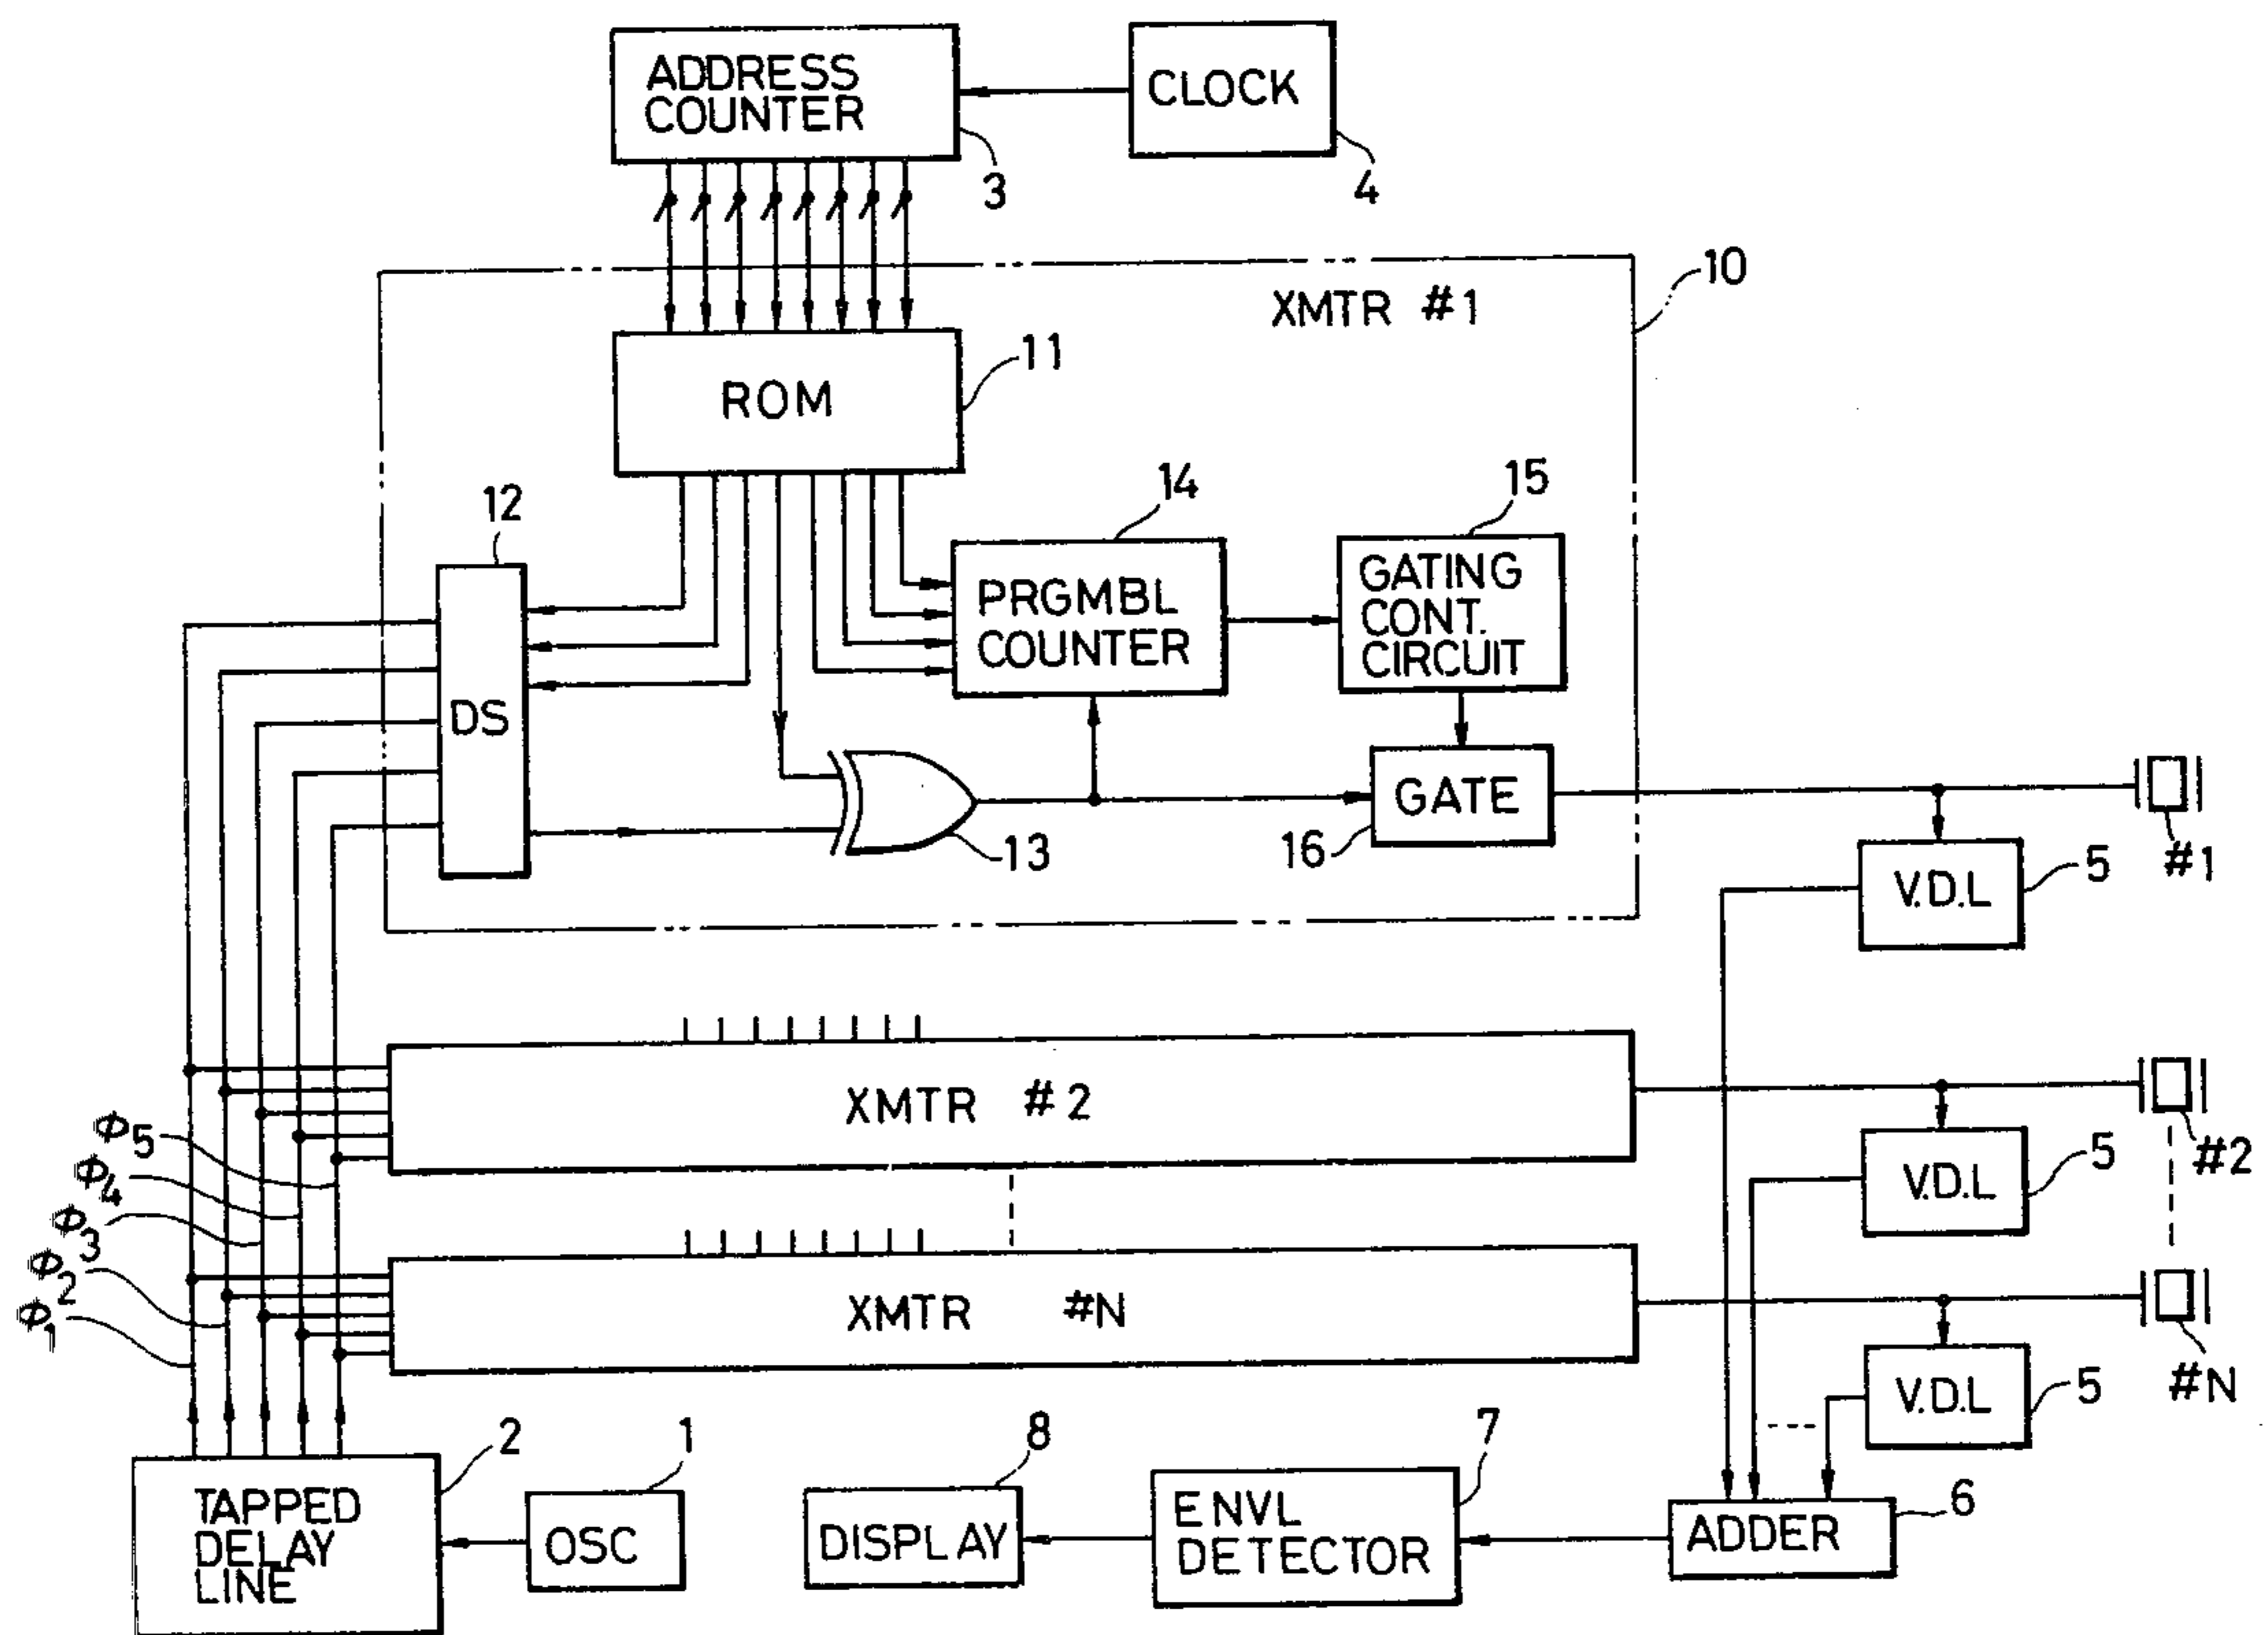 ADDRESS
COUNTER
3
CLOCK
4
XMTR #1
10
ROM
11
12
DS
14
PRGMBL
COUNTER
15
GATING
CONT.
CIRCUIT
13
GATE
16
#1
V.D.L
5
XMTR #2
#2
V.D.L
5
Φ5
Φ4
Φ3
Φ2
Φ1
XMTR #N
#N
V.D.L
5
TAPPED
DELAY
LINE
2
OSC
1
DISPLAY
8
ENVL
DETECTOR
7
ADDER
6